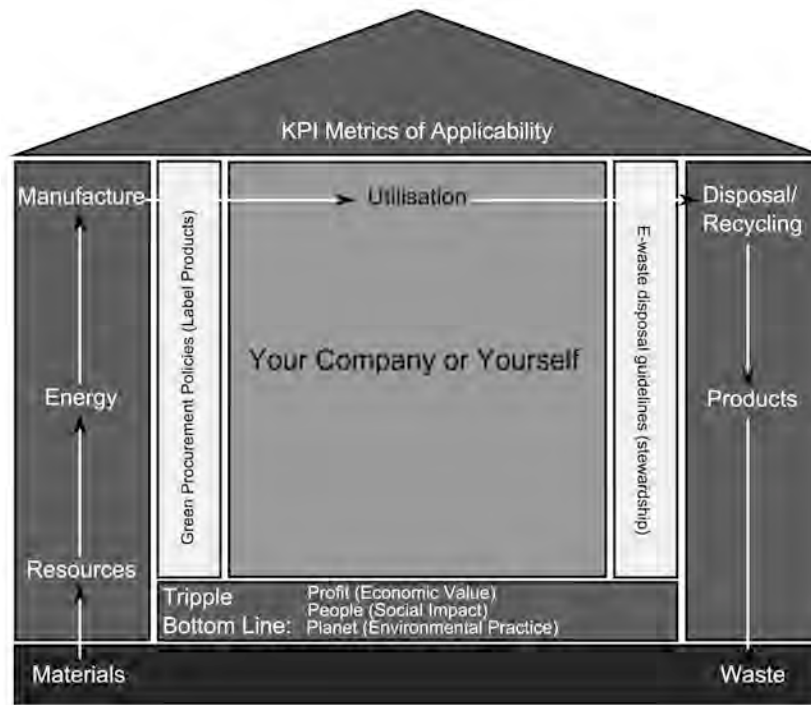 KPI Metrics of Applicability
Manufacture
Utilisation
Disposal/
Recycling
Green Procurement Policies (Label Products)
E-waste disposal guidelines (stewardship)
Your Company or Yourself
Energy
Products
Resources
Tripple
Bottom Line:
Profit (Economic Value)
People (Social Impact)
Planet (Environmental Practice)
Materials
Waste